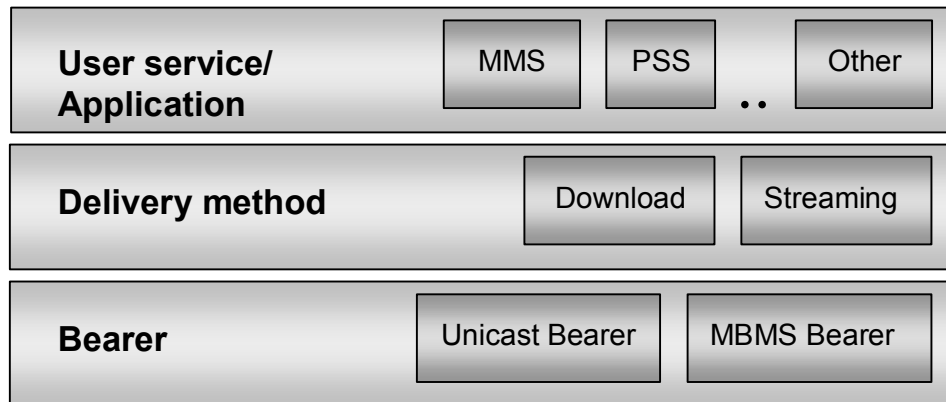 User service/
Application
MMS
PSS
..
Other
Delivery method
Download
Streaming
Bearer
Unicast Bearer
MBMS Bearer